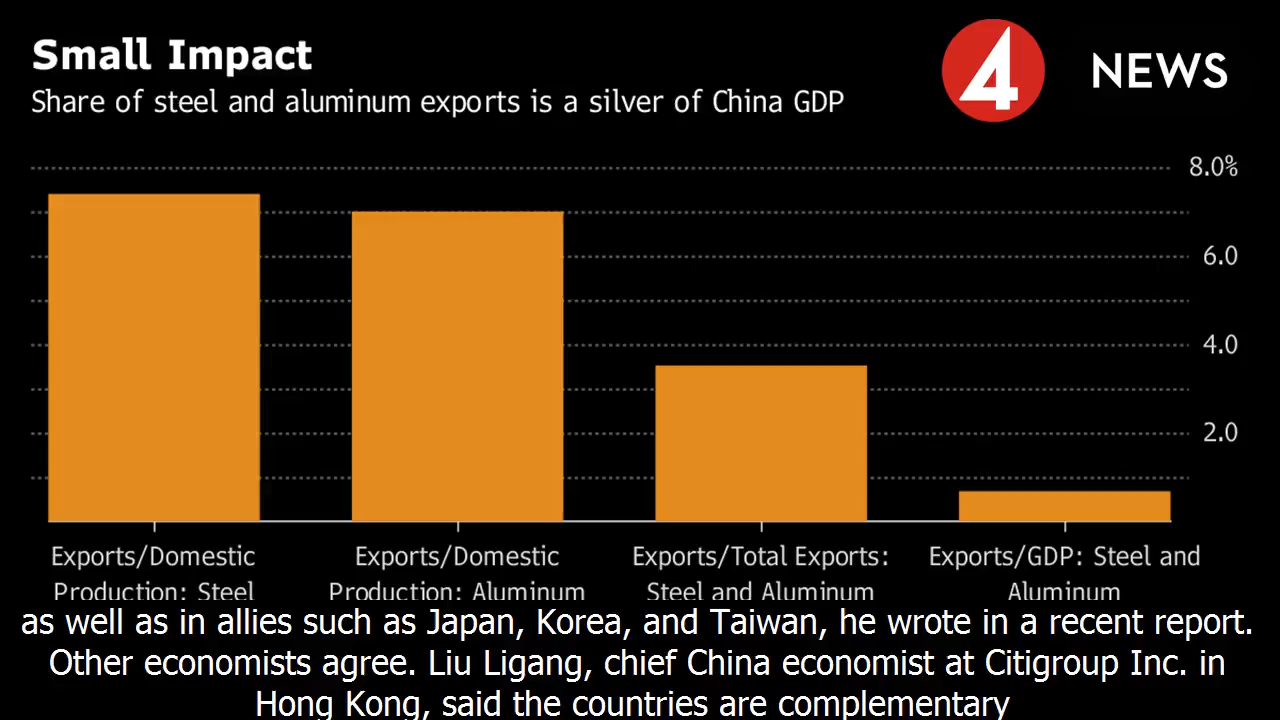 Small Impact
Share of steel and aluminum exports is a silver of China GDP
4 NEWS
8.0%
6.0
4.0
2.0
Exports/Domestic
Production: Steel
Exports/Domestic
Production: Aluminum
Exports/Total Exports:
Steel and Aluminum
Exports/GDP: Steel and
Aluminum
as well as in allies such as Japan, Korea, and Taiwan, he wrote in a recent report.
Other economists agree. Liu Ligang, chief China economist at Citigroup Inc. in
Hong Kong, said the countries are complementary